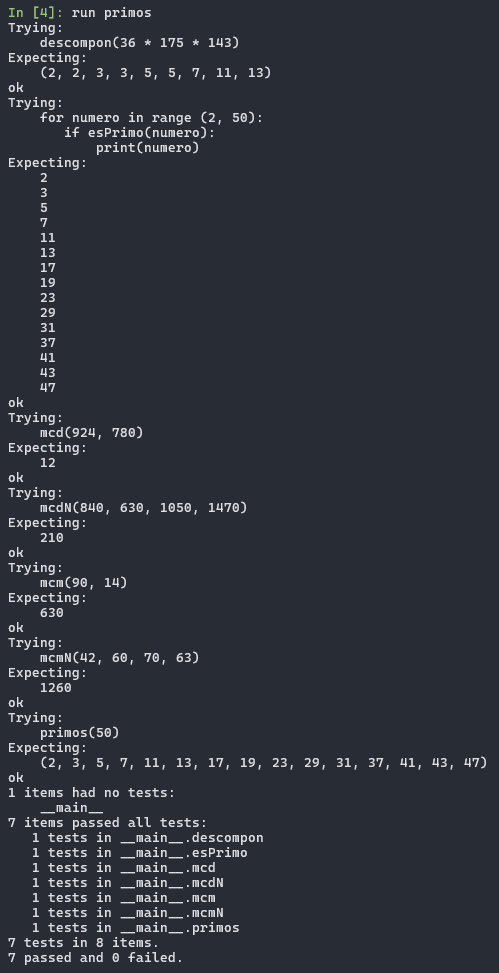 In [4]: run primos
Trying:
    descompon(36 * 175 * 143)
Expecting:
    (2, 2, 3, 3, 5, 5, 7, 11, 13)
ok
Trying:
    for numero in range (2, 50):
       if esPrimo(numero):
           print(numero)
Expecting:
    2
    3
    5
    7
    11
    13
    17
    19
    23
    29
    31
    37
    41
    43
    47
ok
Trying:
    mcd(924, 780)
Expecting:
    12
ok
Trying:
    mcdN(840, 630, 1050, 1470)
Expecting:
    210
ok
Trying:
    mcm(90, 14)
Expecting:
    630
ok
Trying:
    mcmN(42, 60, 70, 63)
Expecting:
    1260
ok
Trying:
    primos(50)
Expecting:
    (2, 3, 5, 7, 11, 13, 17, 19, 23, 29, 31, 37, 41, 43, 47)
ok
1 items had no tests:
    __main__
7 items passed all tests:
   1 tests in __main__.descompon
   1 tests in __main__.esPrimo
   1 tests in __main__.mcd
   1 tests in __main__.mcdN
   1 tests in __main__.mcm
   1 tests in __main__.mcmN
   1 tests in __main__.primos
7 tests in 8 items.
7 passed and 0 failed.